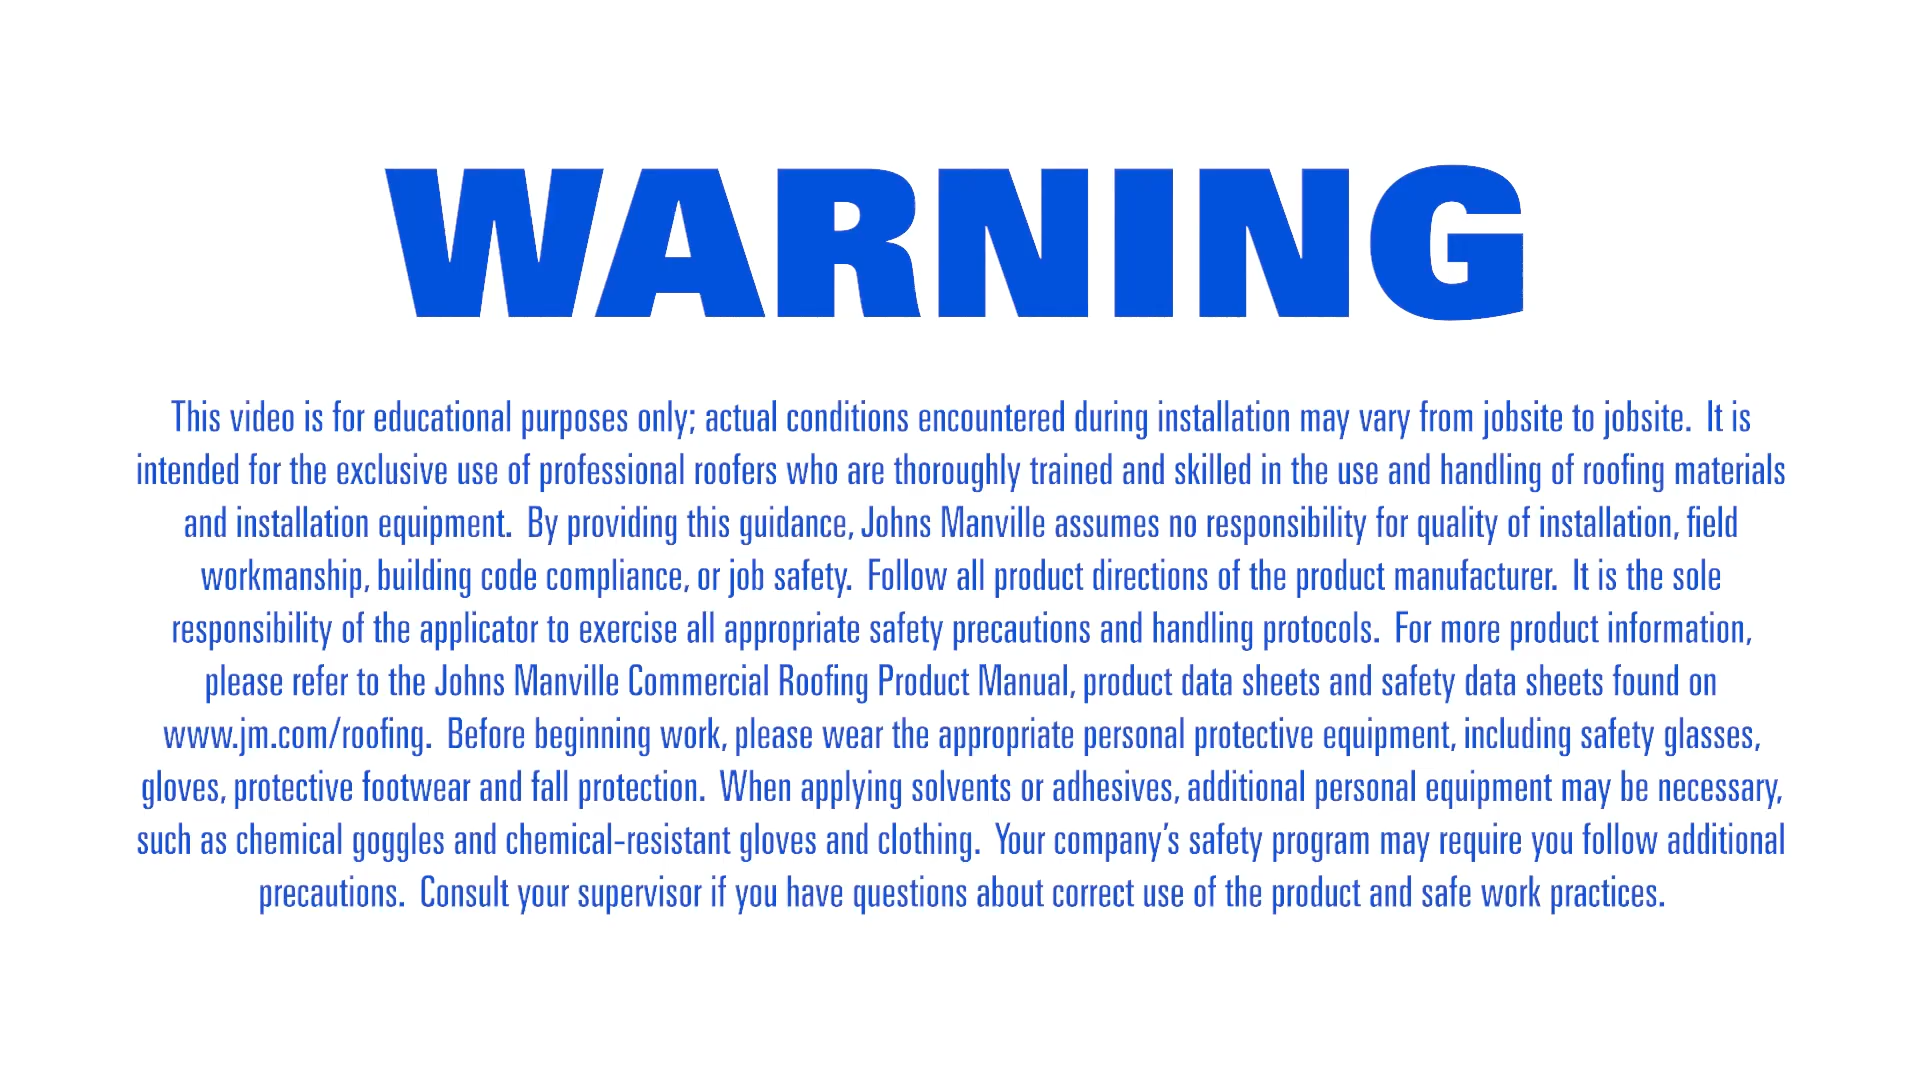 WARNING
This video is for educational purposes only; actual conditions encountered during installation may vary from jobsite to jobsite.  It is
intended for the exclusive use of professional roofers who are thoroughly trained and skilled in the use and handling of roofing materials
and installation equipment.  By providing this guidance, Johns Manville assumes no responsibility for quality of installation, field
workmanship, building code compliance, or job safety.  Follow all product directions of the product manufacturer.  It is the sole
responsibility of the applicator to exercise all appropriate safety precautions and handling protocols.  For more product information,
please refer to the Johns Manville Commercial Roofing Product Manual, product data sheets and safety data sheets found on
www.jm.com/roofing.  Before beginning work, please wear the appropriate personal protective equipment, including safety glasses,
gloves, protective footwear and fall protection.  When applying solvents or adhesives, additional personal equipment may be necessary,
such as chemical goggles and chemical-resistant gloves and clothing.  Your company’s safety program may require you follow additional
precautions.  Consult your supervisor if you have questions about correct use of the product and safe work practices.